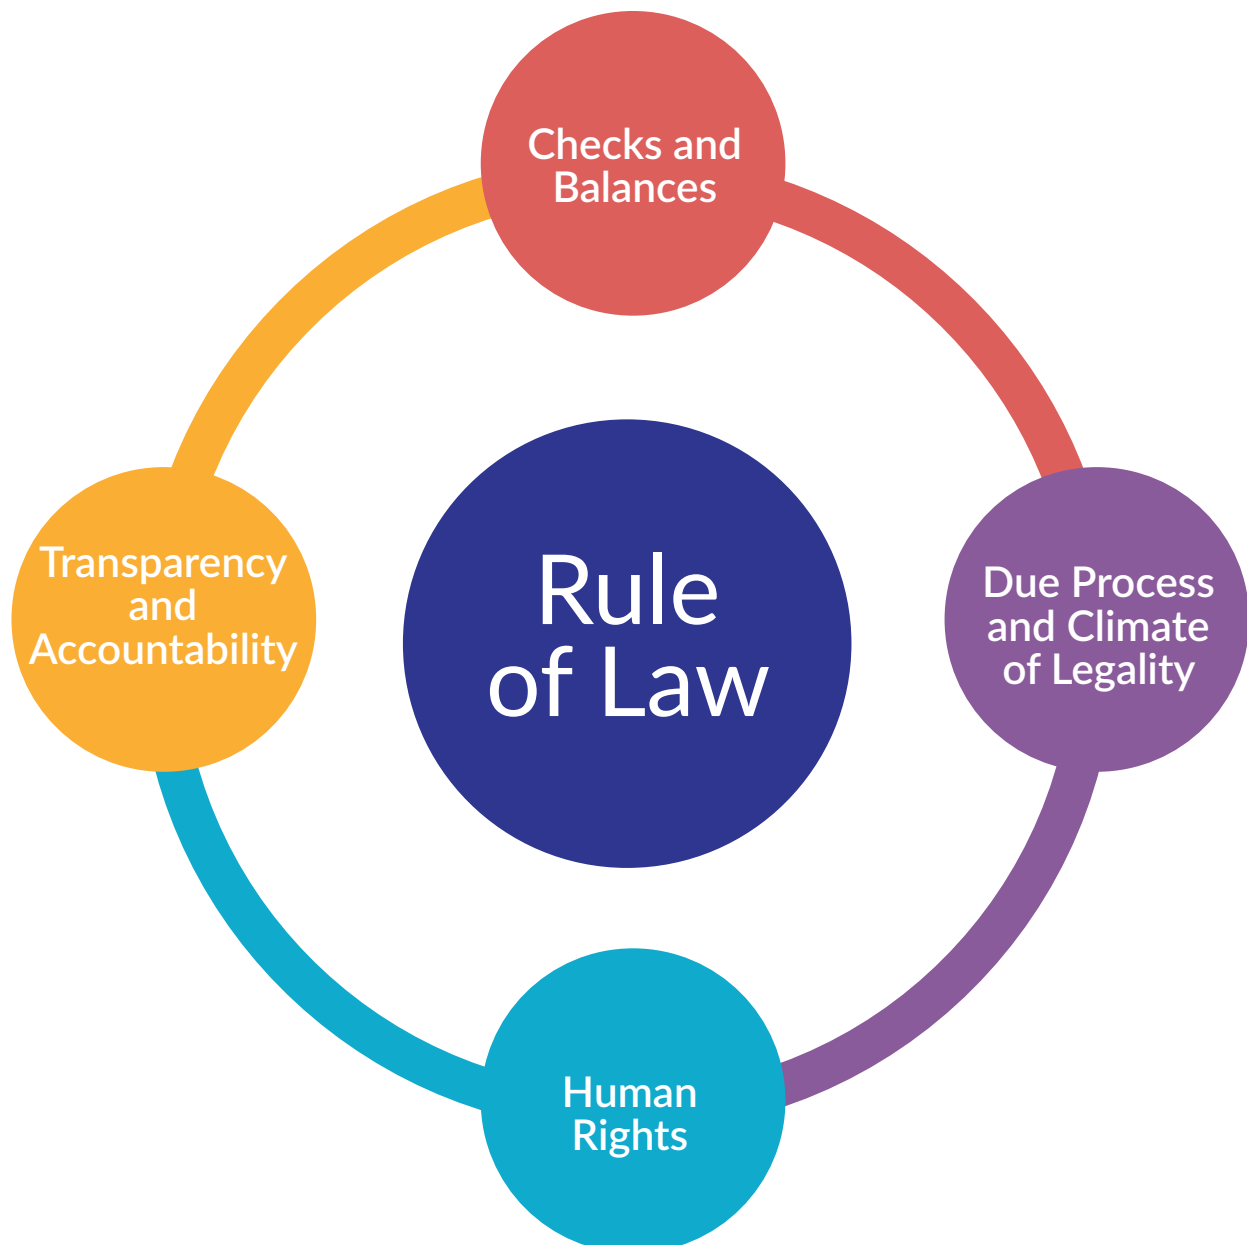 Checks and
Balances
Transparency
and
Accountability
Rule
of Law
Due Process
and Climate
of Legality
Human
Rights